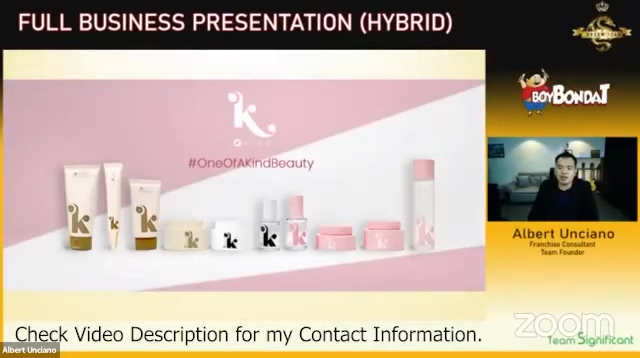 FULL BUSINESS PRESENTATION (HYBRID)
BOYBONDAT
k
#OneOfAKindBeauty
k k k k k k k k k
Albert Unciano
Franchise Consultant
Team Founder
zoom
Check Video Description for my Contact Information.
Team Significant
Albert Unciano